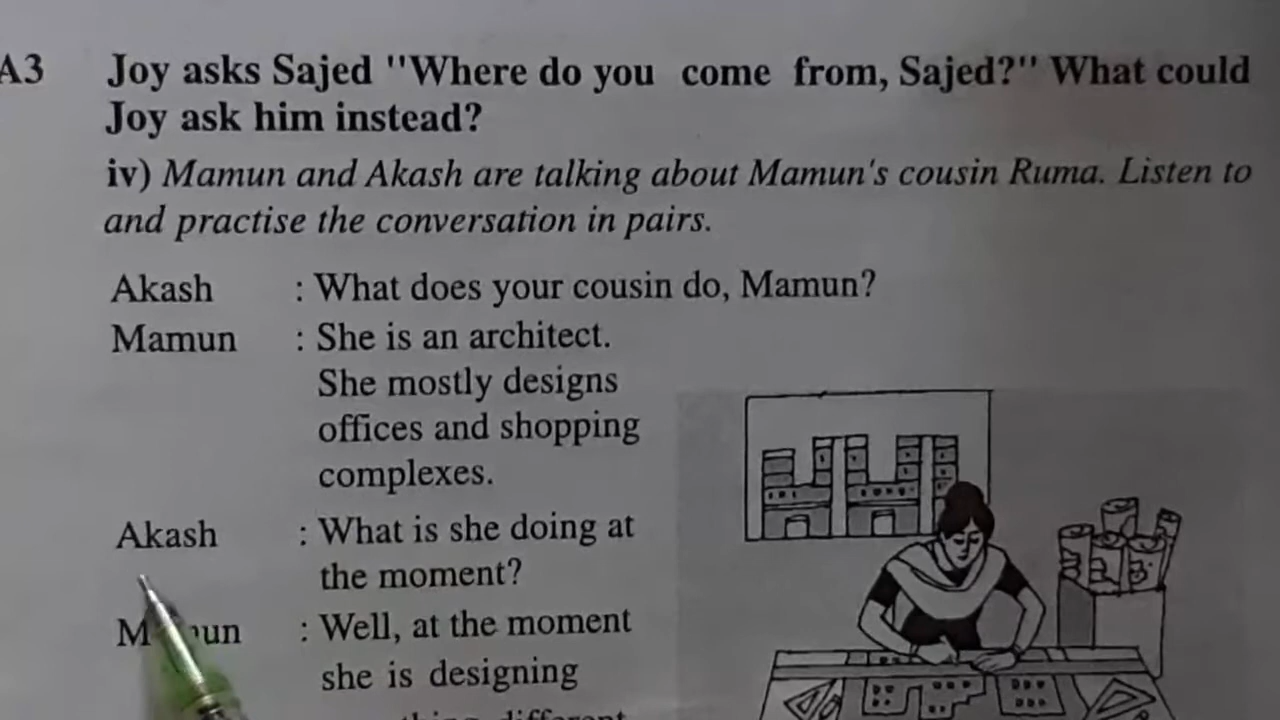 A3 Joy asks Sajed "Where do you come from, Sajed?" What could
Joy ask him instead?
iv) Mamun and Akash are talking about Mamun's cousin Ruma. Listen to
and practise the conversation in pairs.
Akash : What does your cousin do, Mamun?
Mamun : She is an architect.
She mostly designs
offices and shopping
complexes.
Akash : What is she doing at
the moment?
: Well, at the moment
she is designing
different